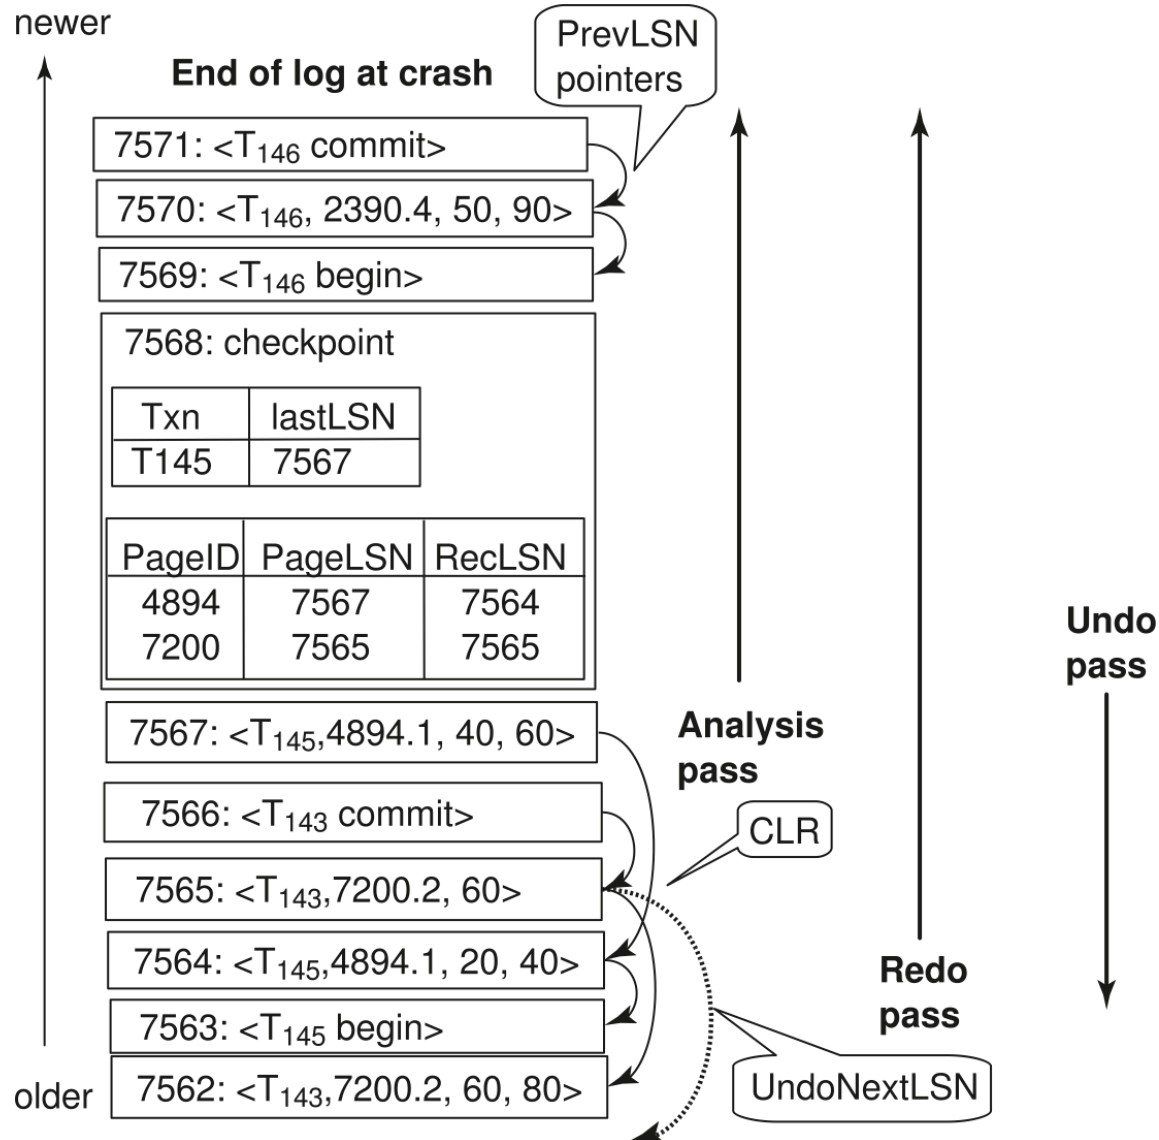 newer
PrevLSN
pointers
End of log at crash
7571: <T146 commit>
7570: <T146, 2390.4, 50, 90>
7569: <T146 begin>
7568: checkpoint
Txn lastLSN
T145 7567
PageID PageLSN RecLSN
4894 7567 7564
7200 7565 7565
Undo
pass
7567: <T145,4894.1, 40, 60>
Analysis
pass
7566: <T143 commit>
CLR
7565: <T143,7200.2, 60>
7564: <T145,4894.1, 20, 40>
Redo
pass
7563: <T145 begin>
older
7562: <T143,7200.2, 60, 80>
UndoNextLSN